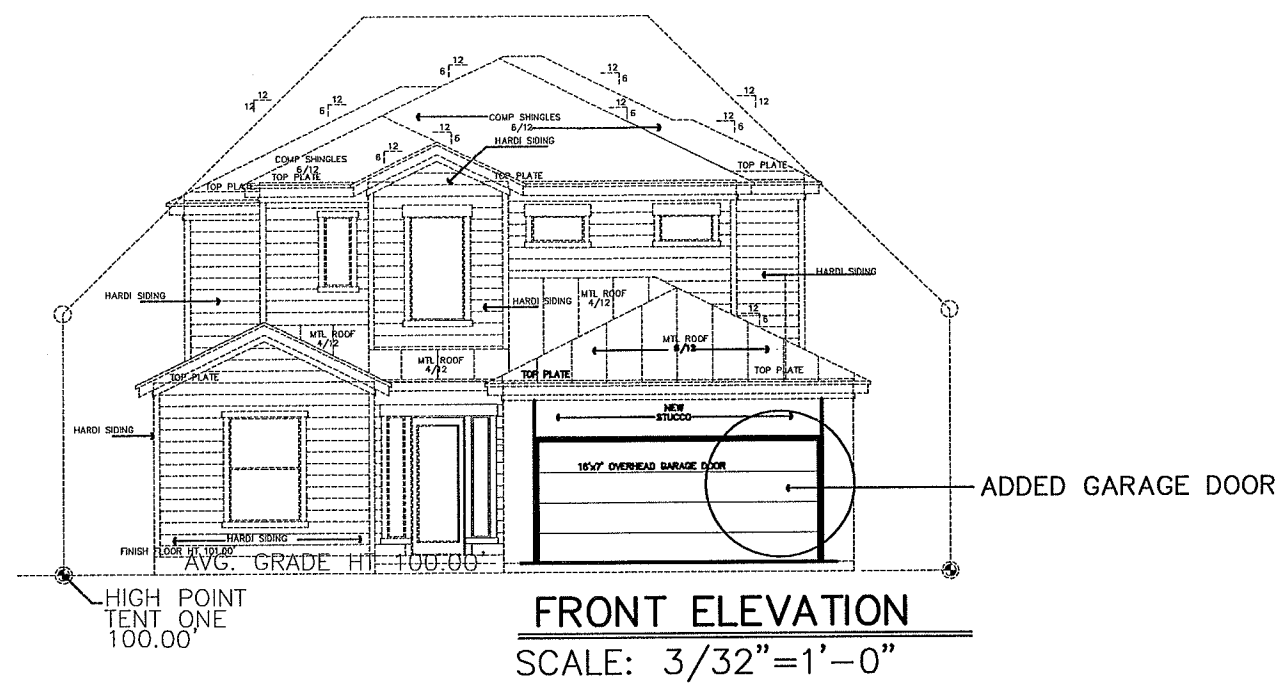 12
6
12
6
12
12
12
6
12
6
12
12
12
6
12
6
12
6
12
6
COMP SHINGLES
6/12
HARDI SIDING
COMP SHINGLES
6/12
TOP PLATE
TOP PLATE
TOP PLATE
TOP PLATE
HARDI SIDING
HARDI SIDING
HARDI SIDING
MTL ROOF
4/12
12
6
MTL ROOF
4/12
MTL ROOF
4/12
MTL ROOF
6/12
TOP PLATE
TOP PLATE
TOP PLATE
HARDI SIDING
NEW
STUCCO
16'x7' OVERHEAD GARAGE DOOR
ADDED GARAGE DOOR
HARDI SIDING
FINISH FLOOR HT 101.00'
AVG. GRADE HT 100.00'
HIGH POINT
TENT ONE
100.00'
FRONT ELEVATION
SCALE: 3/32"=1'-0"